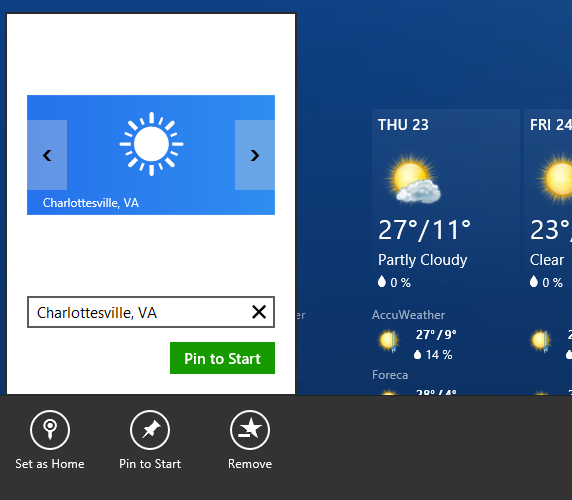 Charlottesville, VA
Charlottesville, VA
Pin to Start
THU 23
27°/11°
Partly Cloudy
0 %
AccuWeather
27°/9°
14 %
Foreca
28°/4°
FRI 24
23°/
Clear
0 %
Set as Home
Pin to Start
Remove